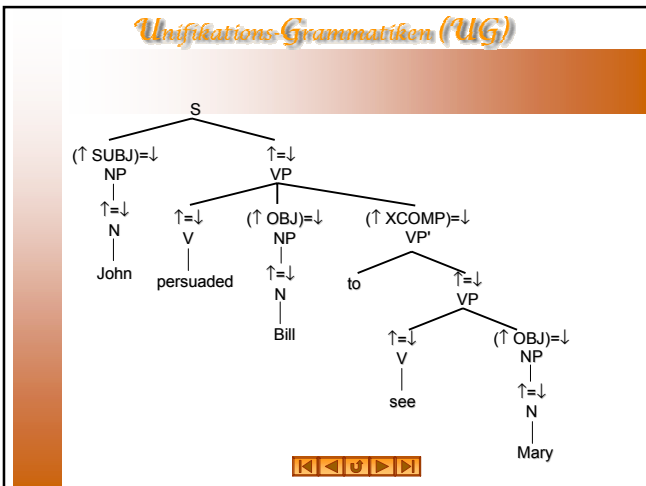 Unifikations-Grammatiken (UG)
S
(↑ SUBJ)=↓ ↑=↓
NP VP
↑=↓ ↑=↓ (↑ OBJ)=↓ (↑ XCOMP)=↓
N V NP VP'
John persuaded ↑=↓ to ↑=↓
N VP
Bill ↑=↓ (↑ OBJ)=↓
V NP
see ↑=↓
N
Mary